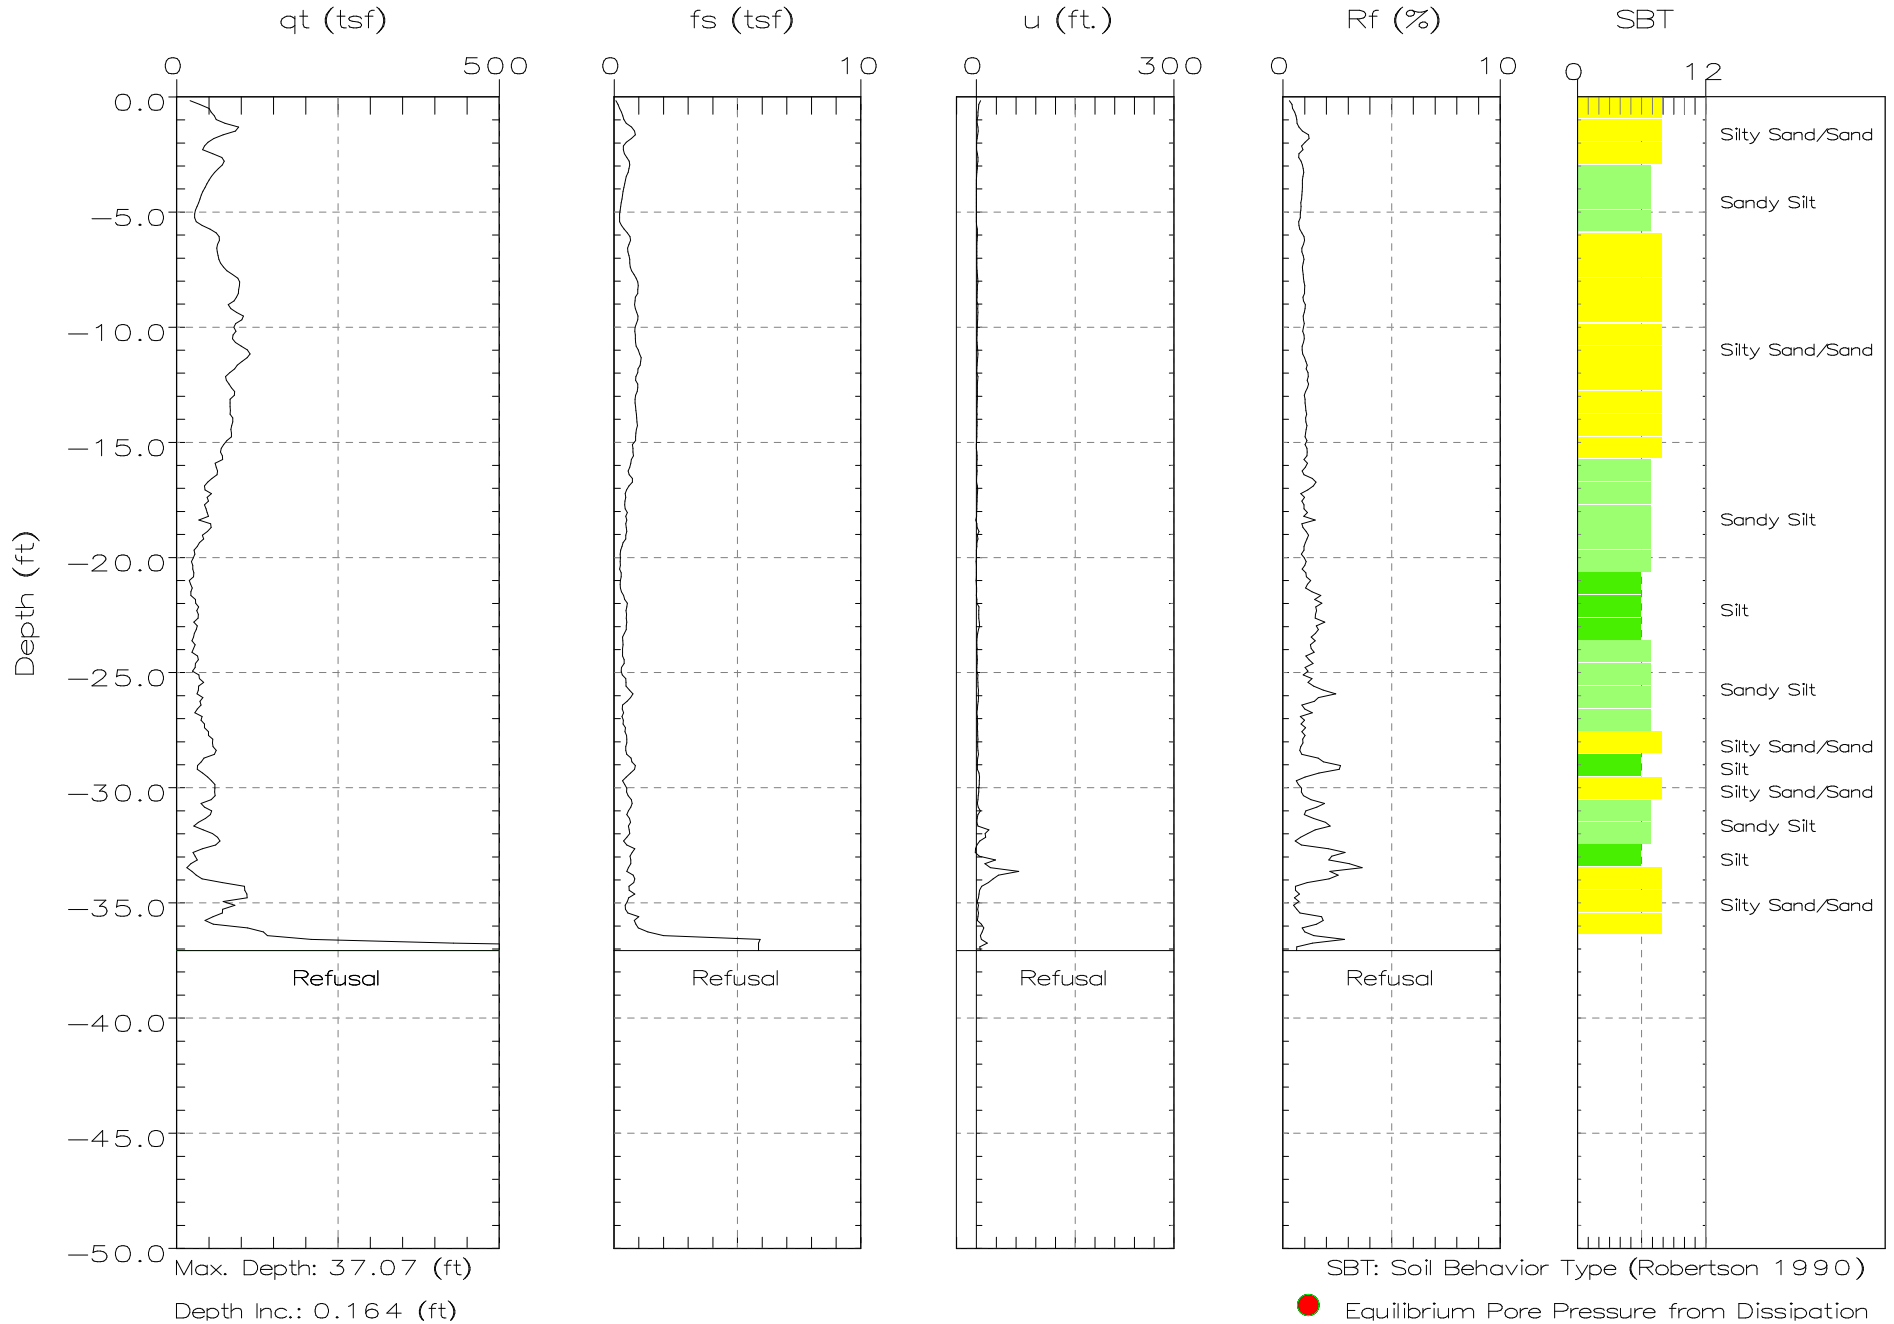 qt (tsf) fs (tsf) u (ft.) Rf (%) SBT
0 500 0 10 0 300 0 10 0 12
Depth (ft)
0.0
−5.0
−10.0
−15.0
−20.0
−25.0
−30.0
−35.0
−40.0
−45.0
−50.0
Silty Sand/Sand
Sandy Silt
Silty Sand/Sand
Sandy Silt
Silt
Sandy Silt
Silty Sand/Sand
Silt
Silty Sand/Sand
Sandy Silt
Silt
Silty Sand/Sand
Refusal Refusal Refusal Refusal
Max. Depth: 37.07 (ft)
Depth Inc.: 0.164 (ft)
SBT: Soil Behavior Type (Robertson 1990)
Equilibrium Pore Pressure from Dissipation